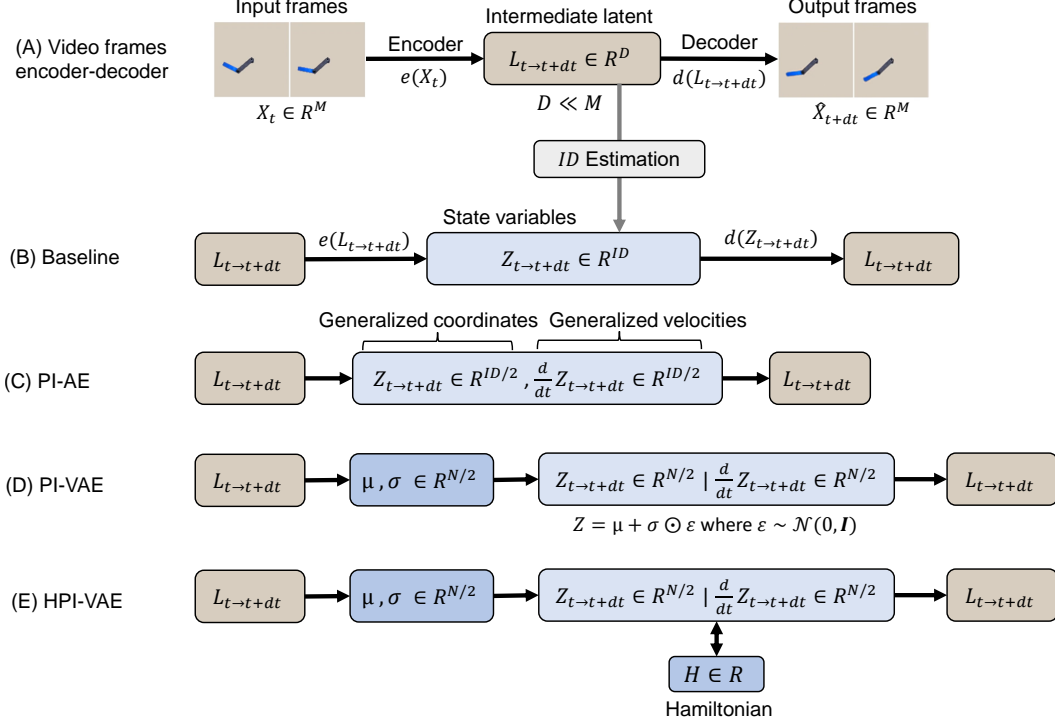 Input frames
Intermediate latent
Output frames
(A) Video frames
encoder-decoder
Encoder
e(X_t)
L_{t→t+dt} ∈ R^D
Decoder
d(L_{t→t+dt})
X_t ∈ R^M
D ≪ M
X̂_{t+dt} ∈ R^M
ID Estimation
State variables
(B) Baseline
L_{t→t+dt}
e(L_{t→t+dt})
Z_{t→t+dt} ∈ R^{ID}
d(Z_{t→t+dt})
L_{t→t+dt}
Generalized coordinates
Generalized velocities
(C) PI-AE
L_{t→t+dt}
Z_{t→t+dt} ∈ R^{ID/2} , \frac{d}{dt} Z_{t→t+dt} ∈ R^{ID/2}
L_{t→t+dt}
(D) PI-VAE
L_{t→t+dt}
μ , σ ∈ R^{N/2}
Z_{t→t+dt} ∈ R^{N/2} | \frac{d}{dt} Z_{t→t+dt} ∈ R^{N/2}
L_{t→t+dt}
Z = μ + σ ⊙ ε where ε ~ 𝒩(0, I)
(E) HPI-VAE
L_{t→t+dt}
μ , σ ∈ R^{N/2}
Z_{t→t+dt} ∈ R^{N/2} | \frac{d}{dt} Z_{t→t+dt} ∈ R^{N/2}
L_{t→t+dt}
H ∈ R
Hamiltonian